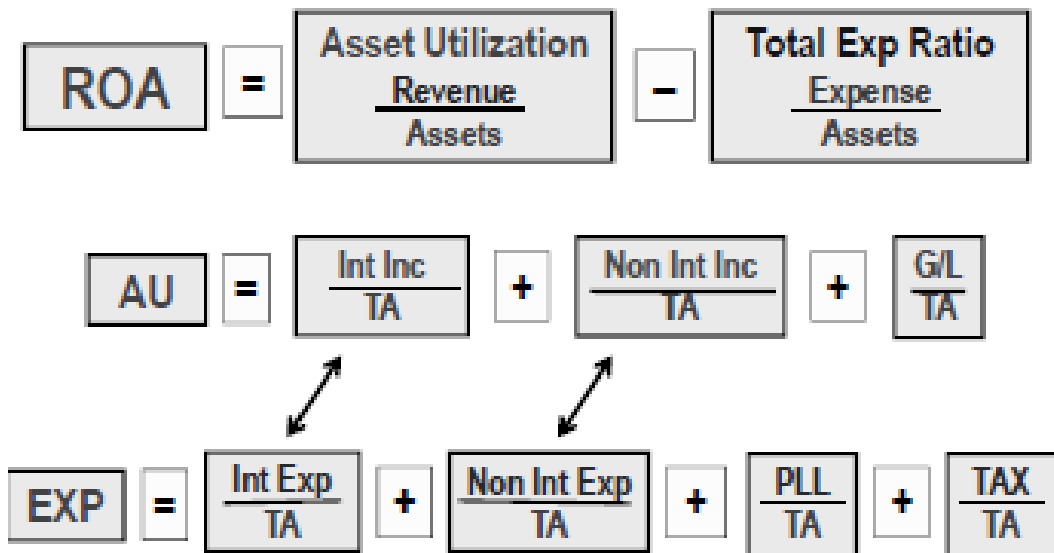 ROA = Asset Utilization Revenue / Assets - Total Exp Ratio Expense / Assets
AU = Int Inc / TA + Non Int Inc / TA + G/L / TA
EXP = Int Exp / TA + Non Int Exp / TA + PLL / TA + TAX / TA